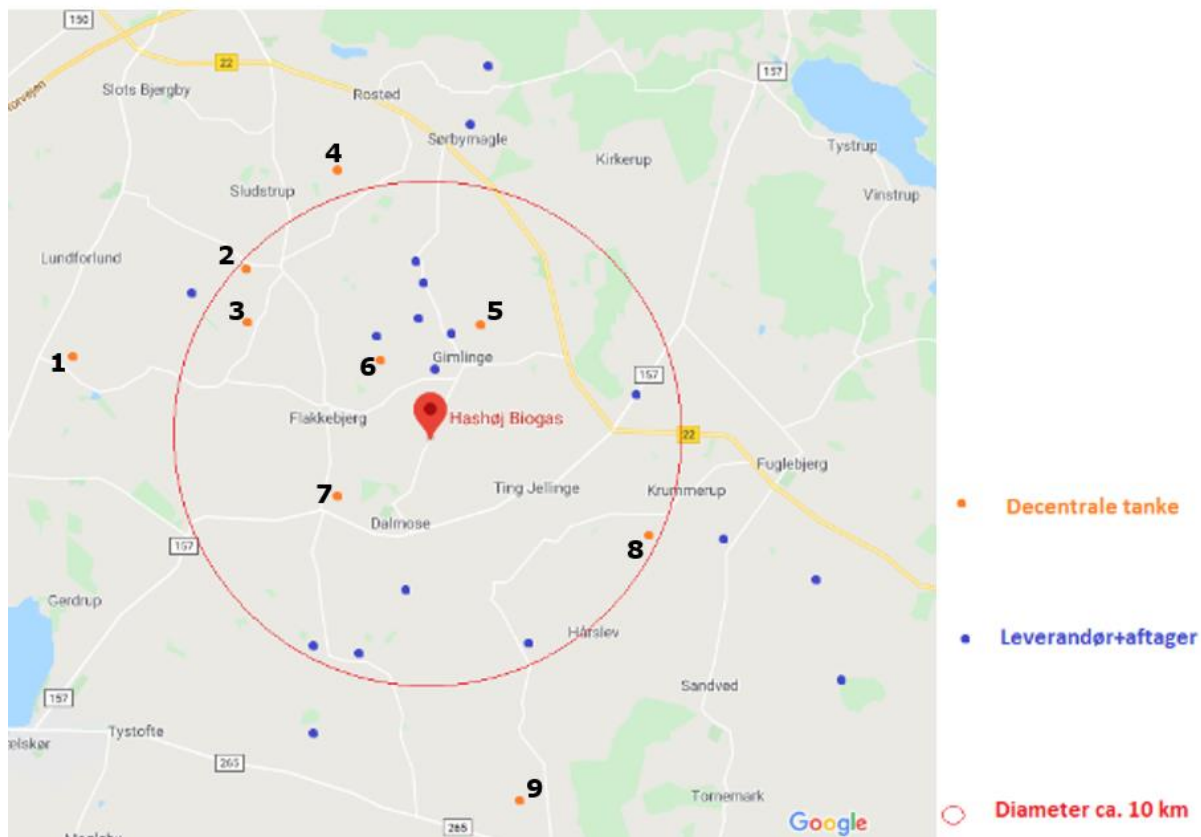 150
22
157
orvejen
Slots Bjergby
Rosted
Sørbymagle
Kirkerup
Tystrup
Vinstrup
4
Sludstrup
Lundforlund
2
3
5
1
6
Gimlinge
157
Flakkebjerg
Hashøj Biogas
22
Fuglebjerg
7
Ting Jellinge
Krummerup
Dalmose
8
157
Gerdrup
Hårslev
Sandved
157
Tystofte
ælskør
265
9
Tornemark
265
Google
Decentrale tanke
Leverandør+aftager
Diameter ca. 10 km